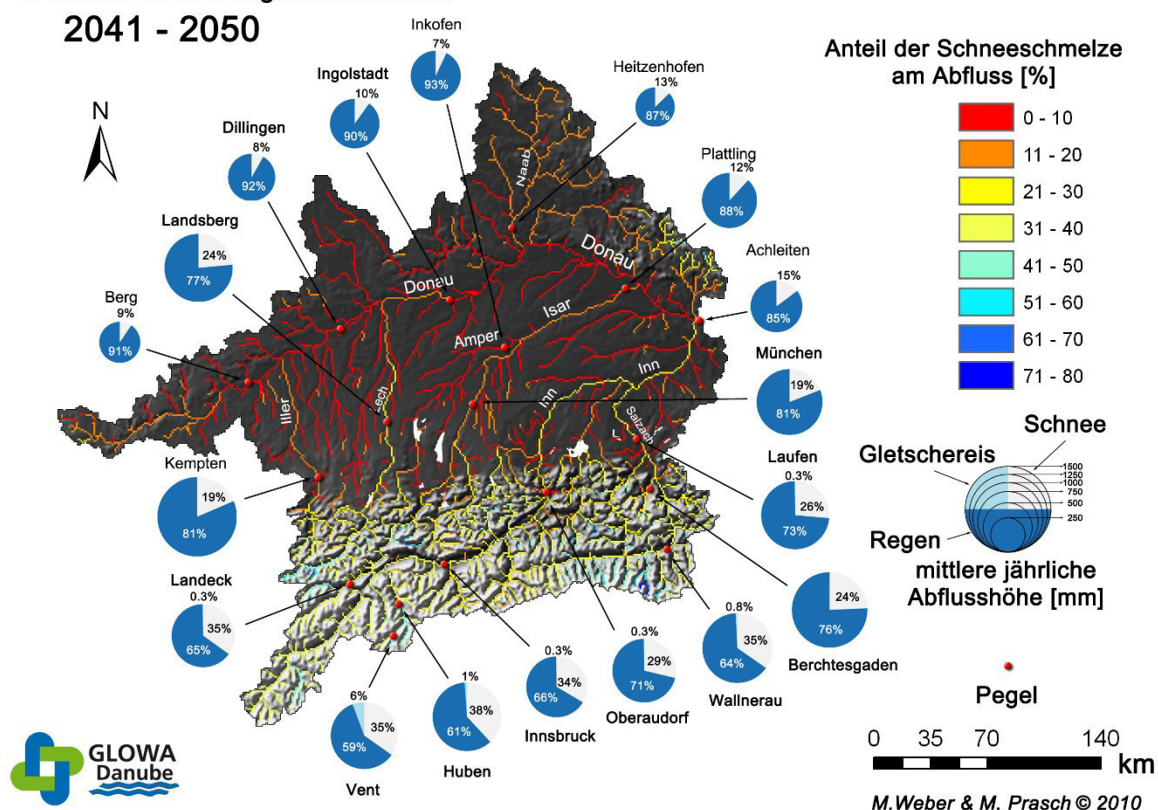 2041 - 2050
Inkofen
7%
93%
Ingolstadt
10%
90%
Heitzenhofen
13%
87%
Dillingen
8%
92%
Plattling
12%
88%
Landsberg
24%
77%
Achleiten
15%
85%
Berg
9%
91%
München
19%
81%
Kempten
19%
81%
Laufen
0.3%
26%
73%
Landeck
0.3%
35%
65%
Vent
6%
35%
59%
Huben
1%
38%
61%
Innsbruck
0.3%
34%
66%
Oberaudorf
0.3%
29%
71%
Wallnerau
0.8%
35%
64%
Berchtesgaden
24%
76%
N
Naab
Donau
Donau
Isar
Amper
Inn
Inn
Lech
Iller
Salzach
Anteil der Schneeschmelze
am Abfluss [%]
0 - 10
11 - 20
21 - 30
31 - 40
41 - 50
51 - 60
61 - 70
71 - 80
Schnee
Gletschereis
1500
1250
1000
750
500
250
Regen
mittlere jährliche
Abflusshöhe [mm]
Pegel
0 35 70 140
km
M.Weber & M. Prasch © 2010
GLOWA
Danube